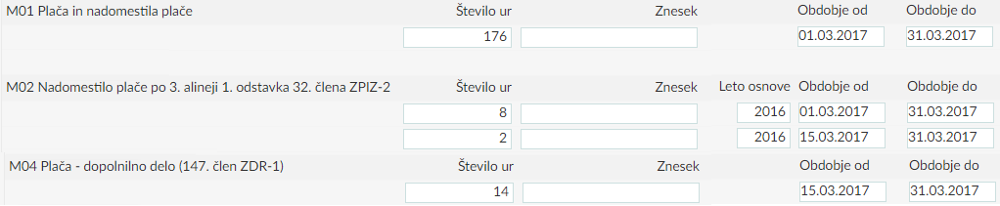 M01 Plača in nadomestila plače Število ur Znesek Obdobje od Obdobje do
176 01.03.2017 31.03.2017
M02 Nadomestilo plače po 3. alineji 1. odstavka 32. člena ZPIZ-2 Število ur Znesek Leto osnove Obdobje od Obdobje do
8 2016 01.03.2017 31.03.2017
2 2016 15.03.2017 31.03.2017
M04 Plača - dopolnilno delo (147. člen ZDR-1) Število ur Znesek Obdobje od Obdobje do
14 15.03.2017 31.03.2017